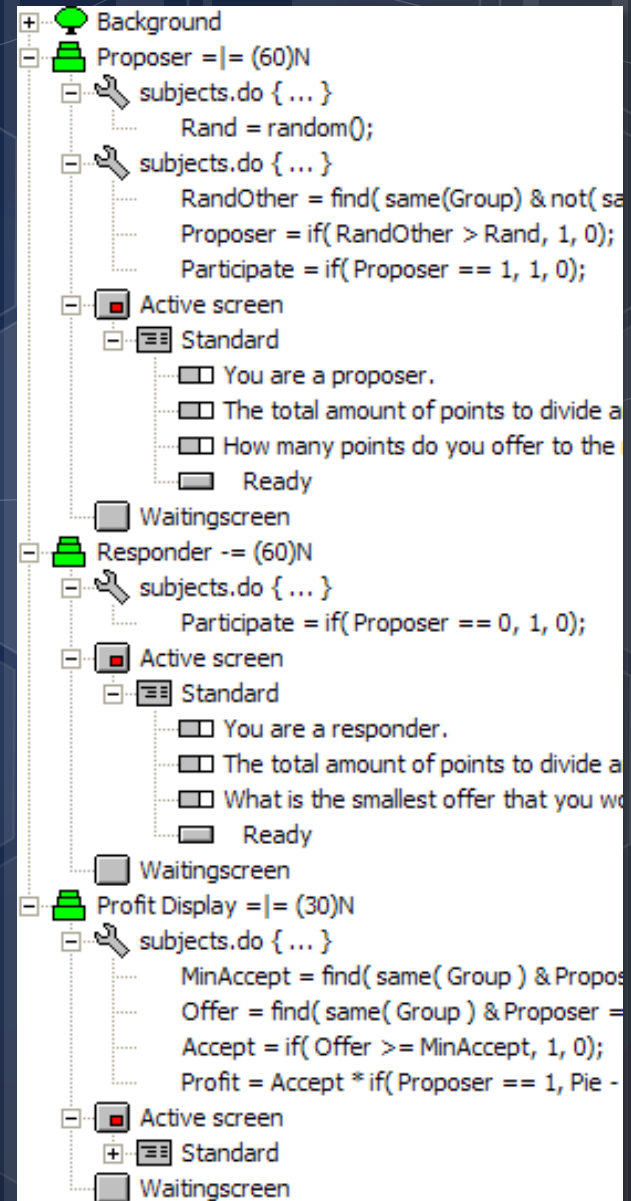 Background
Proposer =|= (60)N
subjects.do { ... }
Rand = random();
subjects.do { ... }
RandOther = find( same(Group) & not( sa
Proposer = if( RandOther > Rand, 1, 0);
Participate = if( Proposer == 1, 1, 0);
Active screen
Standard
You are a proposer.
The total amount of points to divide a
How many points do you offer to the
Ready
Waitingscreen
Responder -= (60)N
subjects.do { ... }
Participate = if( Proposer == 0, 1, 0);
Active screen
Standard
You are a responder.
The total amount of points to divide a
What is the smallest offer that you wo
Ready
Waitingscreen
Profit Display =|= (30)N
subjects.do { ... }
MinAccept = find( same( Group ) & Propos
Offer = find( same( Group ) & Proposer =
Accept = if( Offer >= MinAccept, 1, 0);
Profit = Accept * if( Proposer == 1, Pie -
Active screen
Standard
Waitingscreen